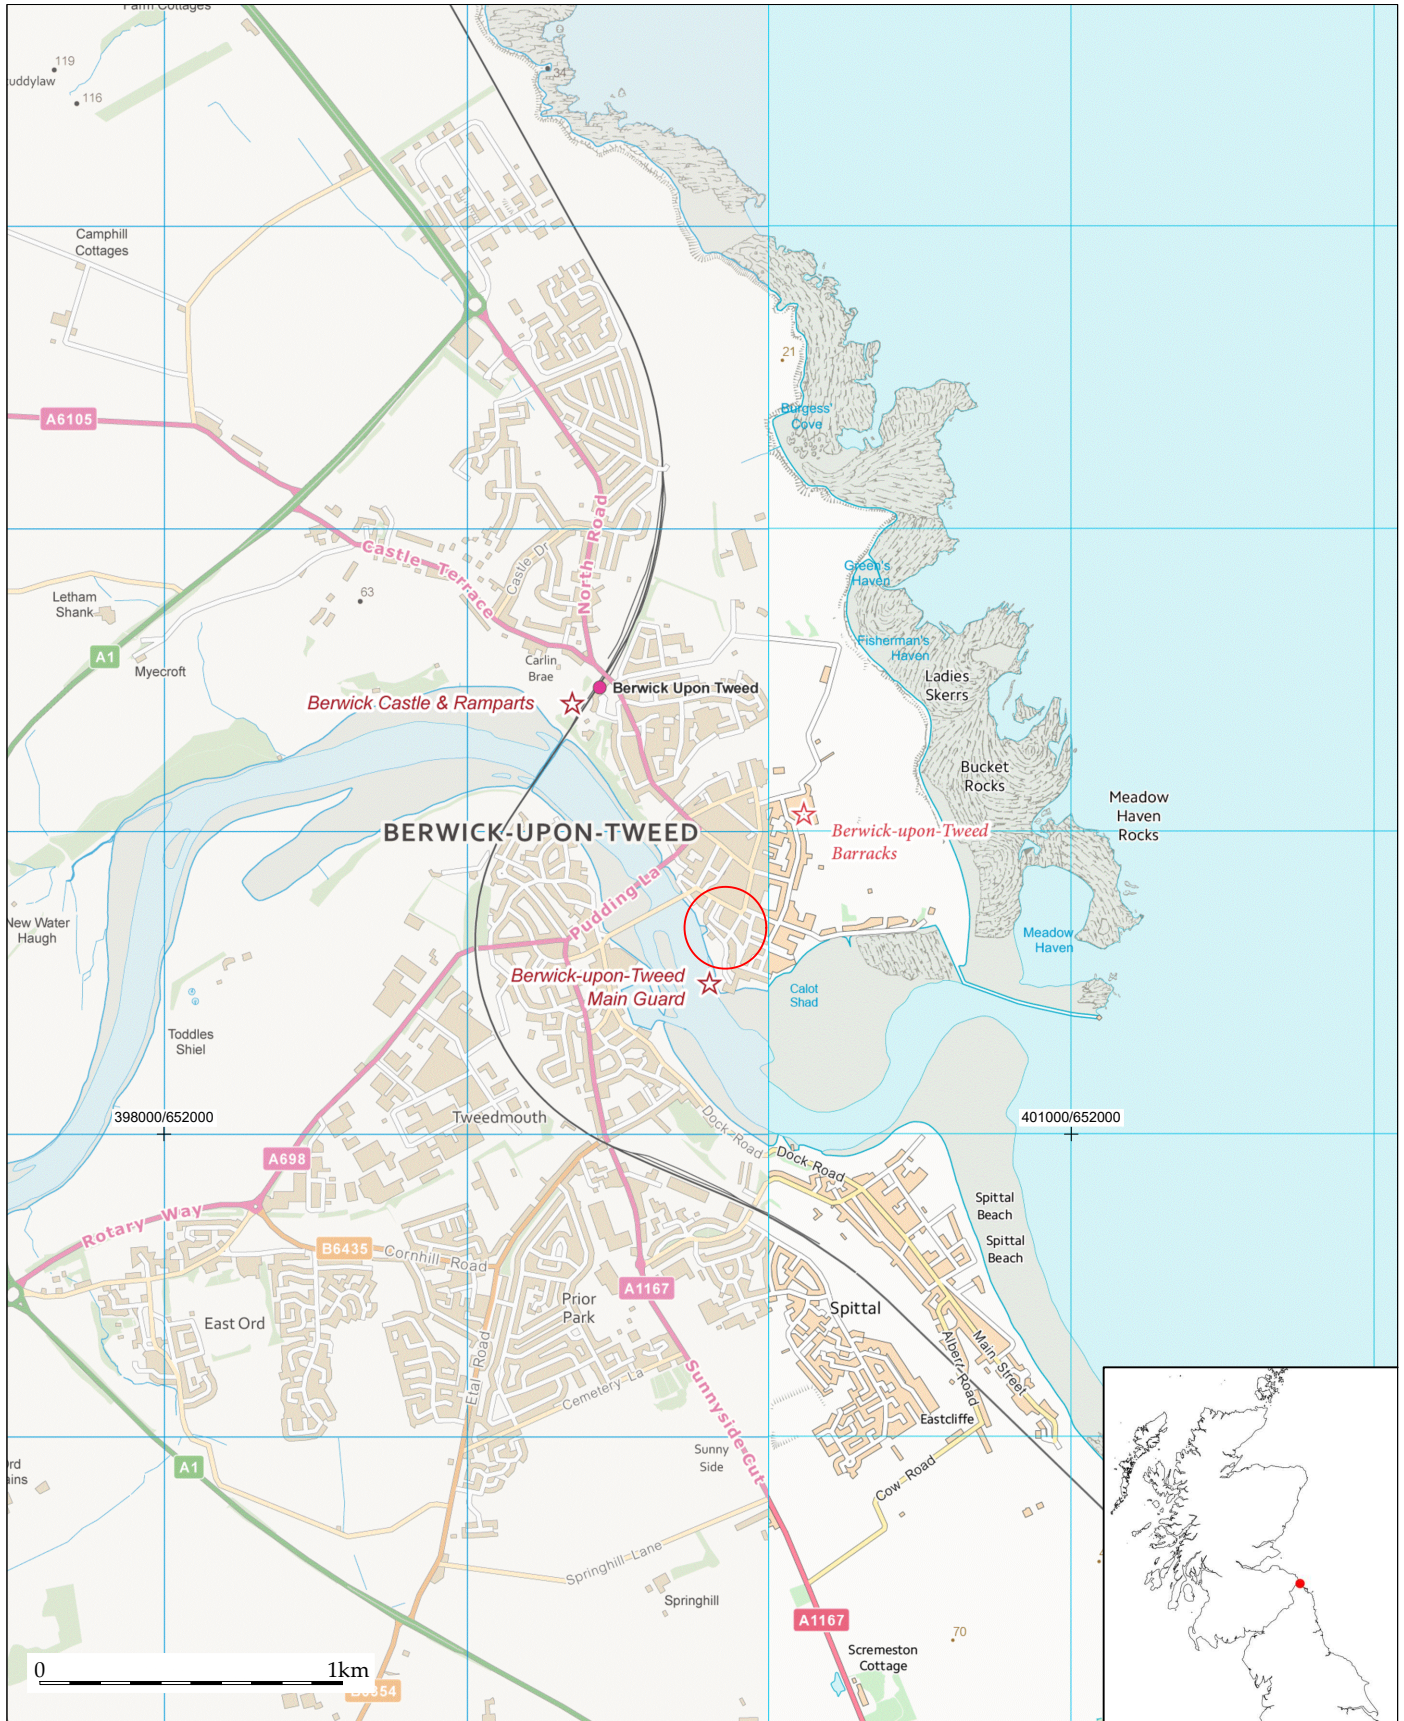 Farm Cottages
119
uddylaw
116
34
Camphill
Cottages
21
A6105
Burgess'
Cove
North Road
Castle Terrace
Castle Dr
Green's
Haven
63
Letham
Shank
Fisherman's
Haven
A1
Myecroft
Carlin
Brae
Ladies
Skerrs
Berwick Upon Tweed
Berwick Castle & Ramparts
Bucket
Rocks
Meadow
Haven
Rocks
BERWICK-UPON-TWEED
Berwick-upon-Tweed
Barracks
Pudding La
New Water
Haugh
Meadow
Haven
Berwick-upon-Tweed
Main Guard
Calot
Shad
Toddles
Shiel
398000/652000
Tweedmouth
401000/652000
Dock Road
Dock Road
A698
Spittal
Beach
Rotary Way
Spittal
Beach
B6435
Cornhill Road
A1167
Prior
Park
Spittal
East Ord
Main Street
Albert Road
Etal Road
Sunnyside Cut
Cemetery La
Eastcliffe
Sunny
Side
A1
Cow Road
Springhill Lane
Springhill
A1167
70
Scremeston
Cottage
0 1km